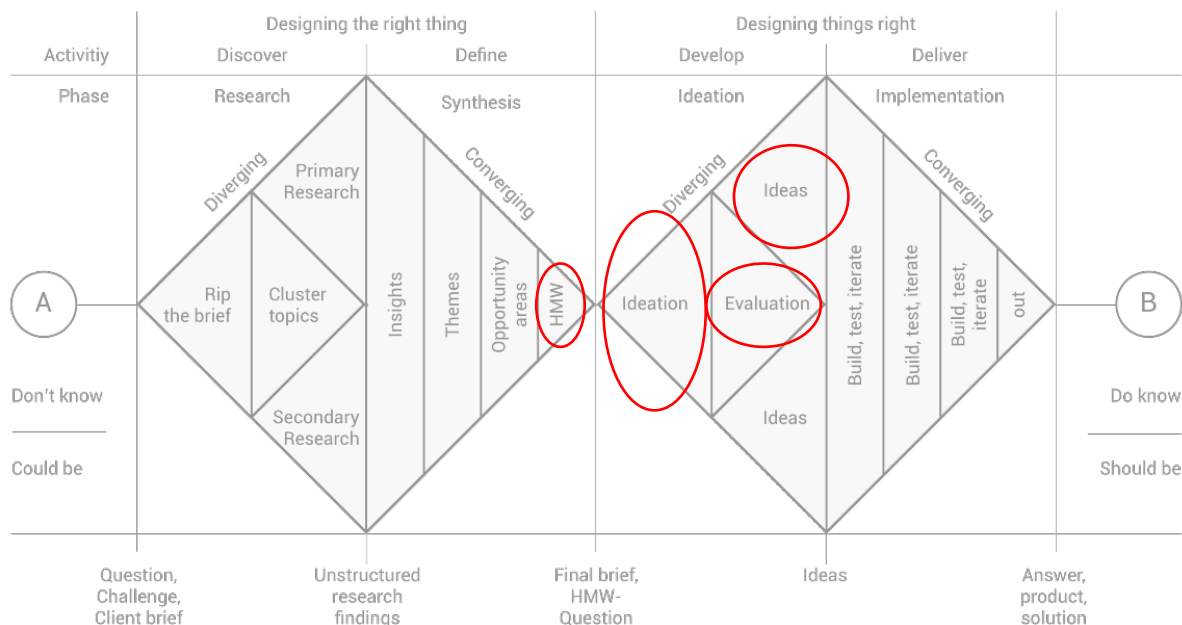 Designing the right thing
Designing things right
Activitiy
Discover
Define
Develop
Deliver
Phase
Research
Synthesis
Ideation
Implementation
Diverging
Converging
Diverging
Converging
Primary
Research
Ideas
A
Rip
the brief
Cluster
topics
Insights
Themes
Opportunity
areas
HMW
Ideation
Evaluation
Build, test, iterate
Build, test, iterate
Build, test,
iterate
out
B
Don't know
Could be
Secondary
Research
Ideas
Do know
Should be
Question,
Challenge,
Client brief
Unstructured
research
findings
Final brief,
HMW-
Question
Ideas
Answer,
product,
solution